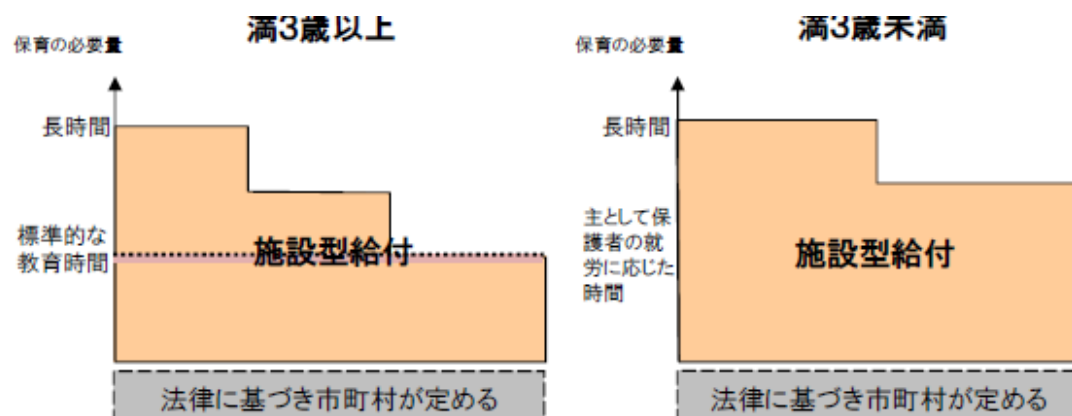 満3歳以上
保育の必要量
長時間
標準的な
教育時間
施設型給付
法律に基づき市町村が定める
満3歳未満
保育の必要量
長時間
主として保
護者の就
労に応じた
時間
施設型給付
法律に基づき市町村が定める